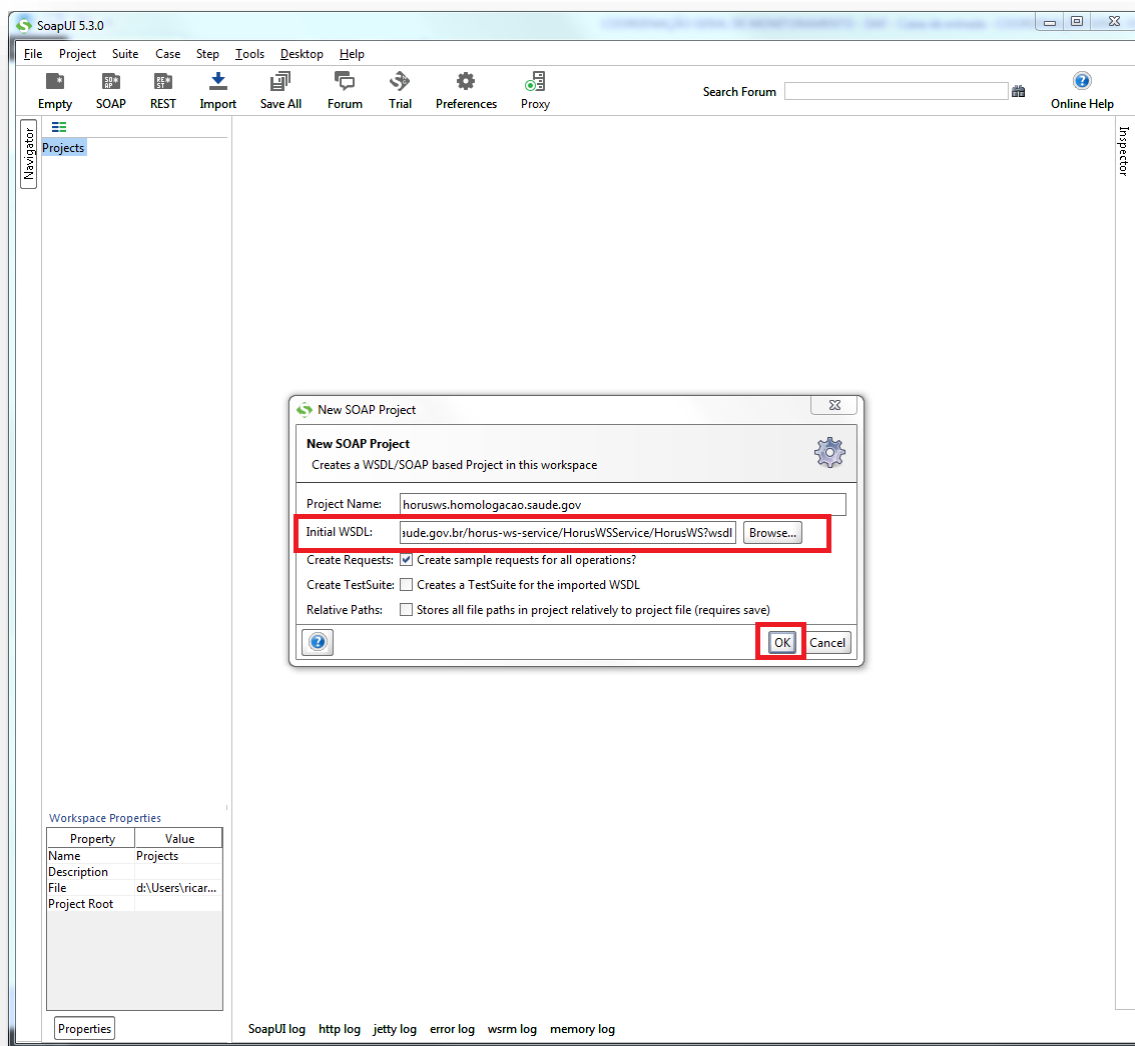 SoapUI 5.3.0
File Project Suite Case Step Tools Desktop Help
Empty SOAP REST Import Save All Forum Trial Preferences Proxy Search Forum Online Help
Navigator
Projects
Inspector
New SOAP Project
New SOAP Project
Creates a WSDL/SOAP based Project in this workspace
Project Name: horusws.homologacao.saude.gov
Initial WSDL: aude.gov.br/horus-ws-service/HorusWSService/HorusWS?wsdl Browse...
Create Requests: Create sample requests for all operations?
Create TestSuite: Creates a TestSuite for the imported WSDL
Relative Paths: Stores all file paths in project relatively to project file (requires save)
OK Cancel
Workspace Properties
Property Value
Name Projects
Description
File d:\Users\ricar...
Project Root
Properties
SoapUI log http log jetty log error log wsrm log memory log